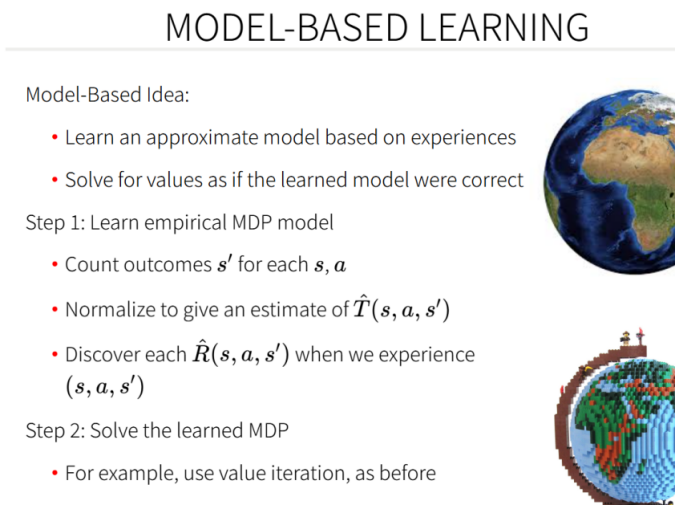 MODEL-BASED LEARNING
Model-Based Idea:
• Learn an approximate model based on experiences
• Solve for values as if the learned model were correct
Step 1: Learn empirical MDP model
• Count outcomes s′ for each s, a
• Normalize to give an estimate of T̂(s, a, s′)
• Discover each R̂(s, a, s′) when we experience
(s, a, s′)
Step 2: Solve the learned MDP
• For example, use value iteration, as before